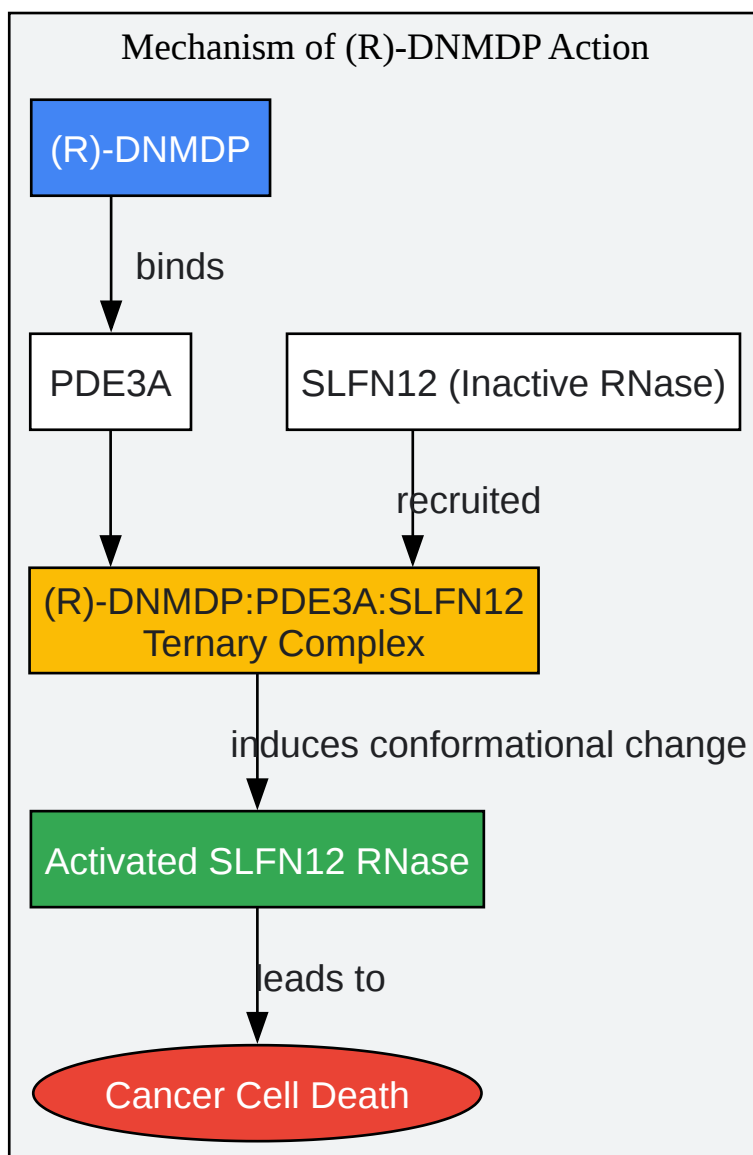 Mechanism of (R)-DNMDP Action
(R)-DNMDP
binds
PDE3A
SLFN12 (Inactive RNase)
recruited
(R)-DNMDP:PDE3A:SLFN12
Ternary Complex
induces conformational change
Activated SLFN12 RNase
leads to
Cancer Cell Death